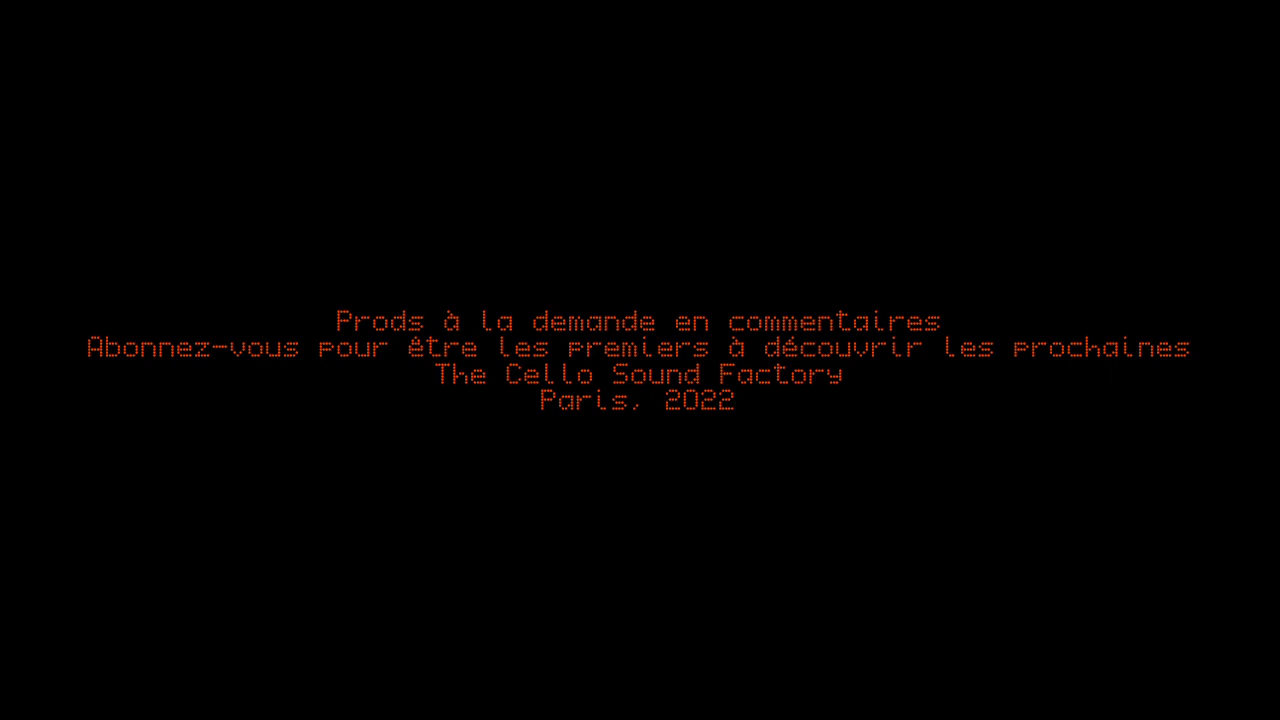 Prods à la demande en commentaires
Abonnez-vous pour être les premiers à découvrir les prochaines
The Cello Sound Factory
Paris, 2022